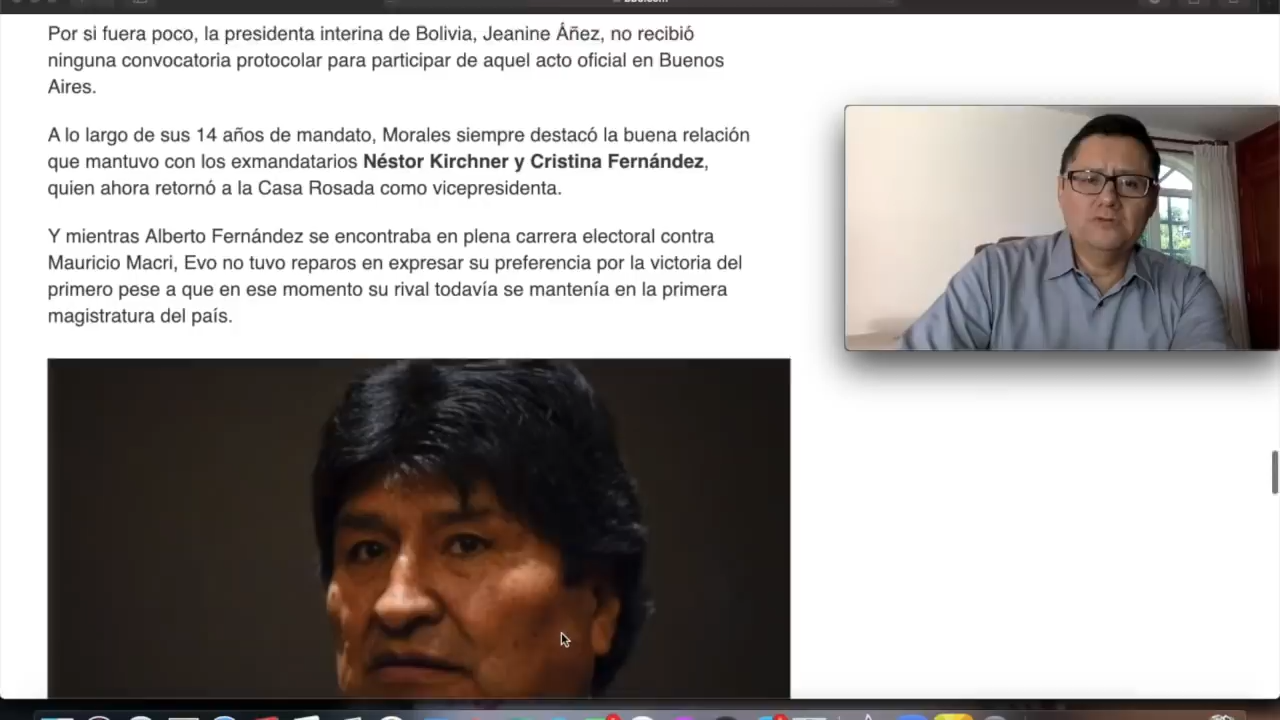 Por si fuera poco, la presidenta interina de Bolivia, Jeanine Áñez, no recibió
ninguna convocatoria protocolar para participar de aquel acto oficial en Buenos
Aires.
A lo largo de sus 14 años de mandato, Morales siempre destacó la buena relación
que mantuvo con los exmandatarios Néstor Kirchner y Cristina Fernández,
quien ahora retornó a la Casa Rosada como vicepresidenta.
Y mientras Alberto Fernández se encontraba en plena carrera electoral contra
Mauricio Macri, Evo no tuvo reparos en expresar su preferencia por la victoria del
primero pese a que en ese momento su rival todavía se mantenía en la primera
magistratura del país.